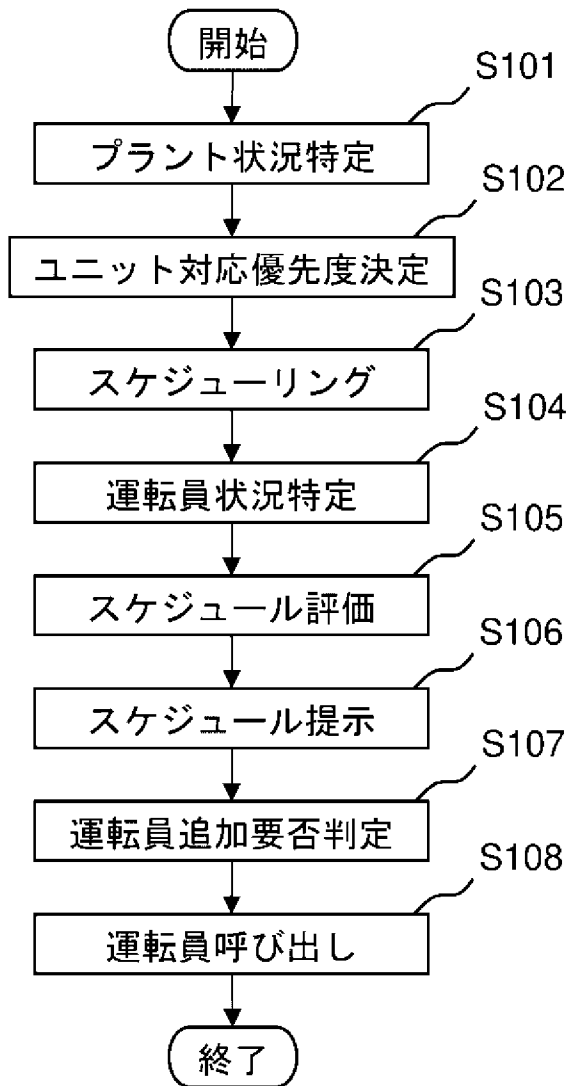 開始
S101
プラント状況特定
S102
ユニット対応優先度決定
S103
スケジューリング
S104
運転員状況特定
S105
スケジュール評価
S106
スケジュール提示
S107
運転員追加要否判定
S108
運転員呼び出し
終了